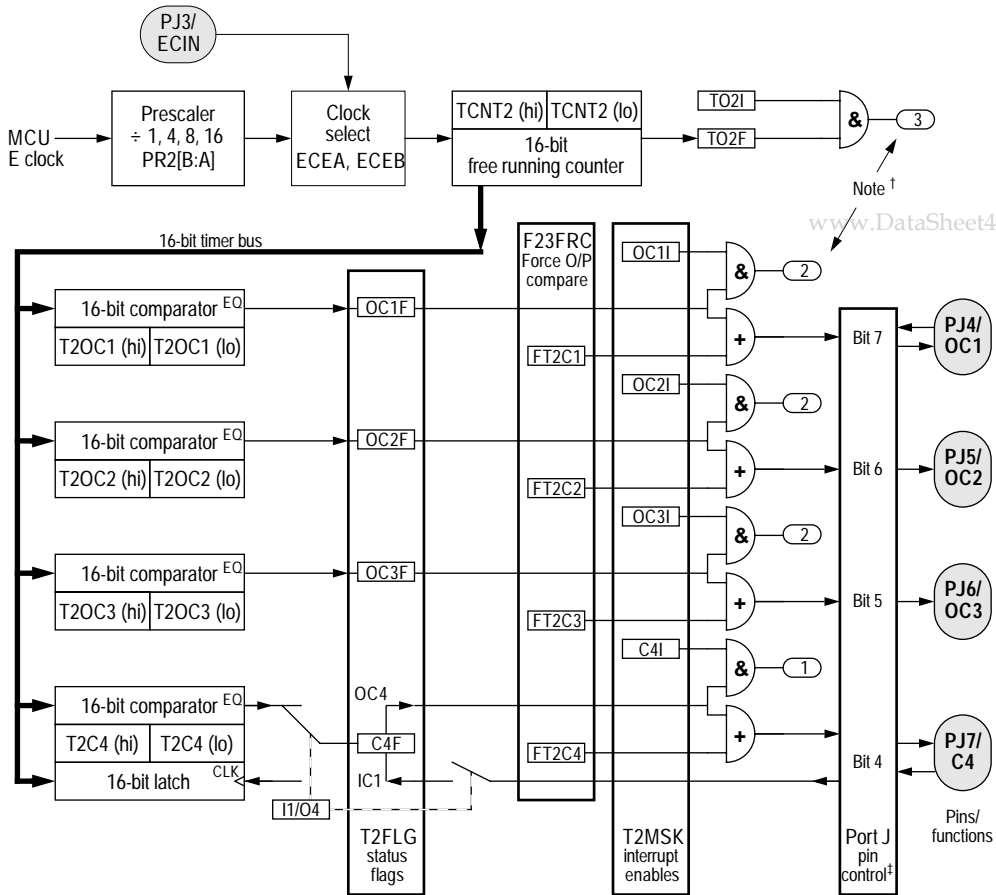 PJ3/
ECIN
MCU
E clock
Prescaler
÷ 1, 4, 8, 16
PR2[B:A]
Clock
select
ECEA, ECEB
TCNT2 (hi) TCNT2 (lo)
16-bit
free running counter
TO2I
TO2F
&
3
Note †
www.DataSheet4
16-bit timer bus
F23FRC
Force O/P
compare
OC1I
&
2
16-bit comparator EQ
T2OC1 (hi) T2OC1 (lo)
OC1F
FT2C1
+
Bit 7
PJ4/
OC1
OC2I
&
2
16-bit comparator EQ
T2OC2 (hi) T2OC2 (lo)
OC2F
FT2C2
+
Bit 6
PJ5/
OC2
OC3I
&
2
16-bit comparator EQ
T2OC3 (hi) T2OC3 (lo)
OC3F
FT2C3
+
Bit 5
PJ6/
OC3
C4I
&
1
16-bit comparator EQ
T2C4 (hi) T2C4 (lo)
16-bit latch CLK
OC4
C4F
IC1
I1/O4
FT2C4
+
Bit 4
PJ7/
C4
Pins/
functions
T2FLG
status
flags
T2MSK
interrupt
enables
Port J
pin
control‡